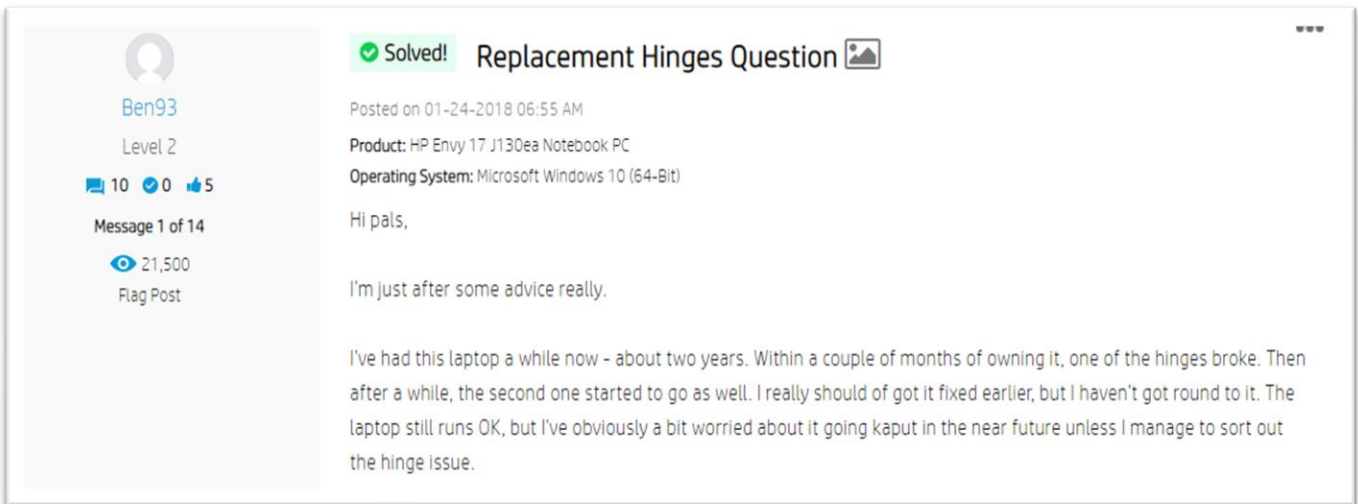 Ben93
Level 2
10 0 5
Message 1 of 14
21,500
Flag Post
Solved! Replacement Hinges Question
Posted on 01-24-2018 06:55 AM
Product: HP Envy 17 J130ea Notebook PC
Operating System: Microsoft Windows 10 (64-Bit)
Hi pals,
I'm just after some advice really.
I've had this laptop a while now - about two years. Within a couple of months of owning it, one of the hinges broke. Then
after a while, the second one started to go as well. I really should of got it fixed earlier, but I haven't got round to it. The
laptop still runs OK, but I've obviously a bit worried about it going kaput in the near future unless I manage to sort out
the hinge issue.